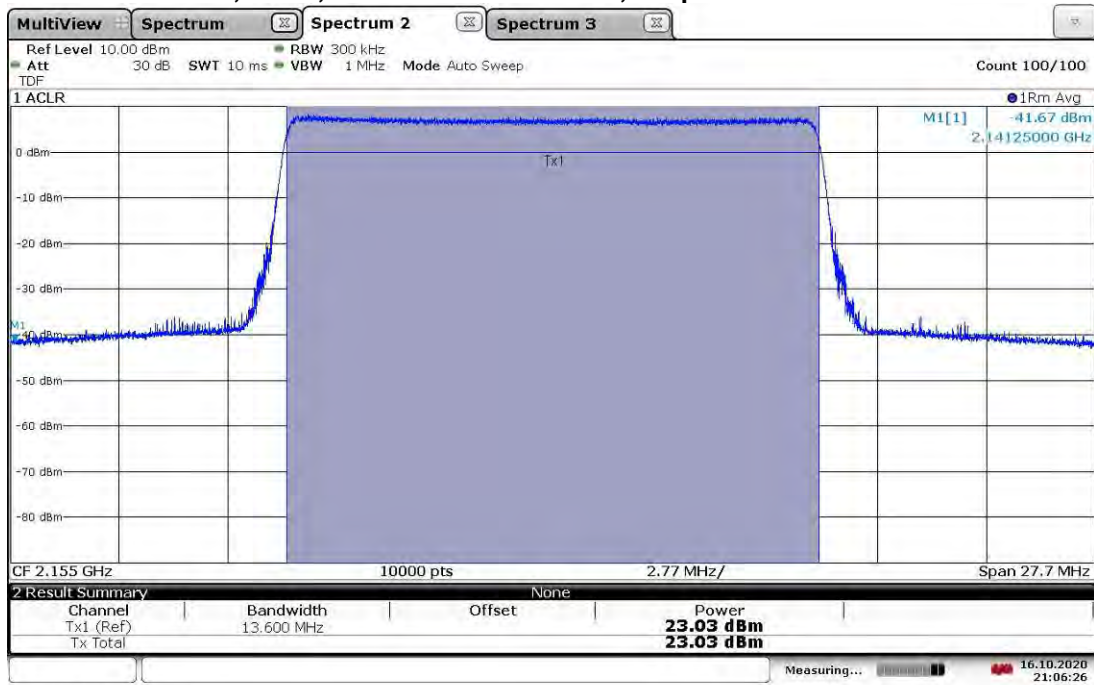 MultiView Spectrum Spectrum 2 Spectrum 3
Ref Level 10.00 dBm RBW 300 kHz
Att 30 dB SWT 10 ms VBW 1 MHz Mode Auto Sweep Count 100/100
TDF
1 ACLR 1Rm Avg
M1[1] -41.67 dBm
2.14125000 GHz
0 dBm
Tx1
-10 dBm
-20 dBm
-30 dBm
M1
-40 dBm
-50 dBm
-60 dBm
-70 dBm
-80 dBm
CF 2.155 GHz 10000 pts 2.77 MHz/ Span 27.7 MHz
2 Result Summary None
Channel Bandwidth Offset Power
Tx1 (Ref) 13.600 MHz 23.03 dBm
Tx Total 23.03 dBm
Measuring... 16.10.2020
21:06:26